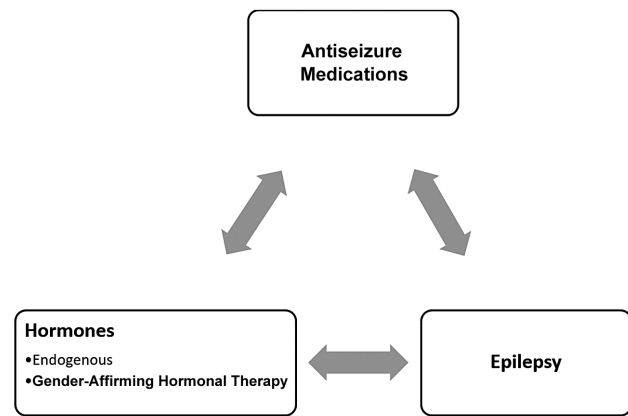 Antiseizure
Medications
Hormones
•Endogenous
•Gender-Affirming Hormonal Therapy
Epilepsy